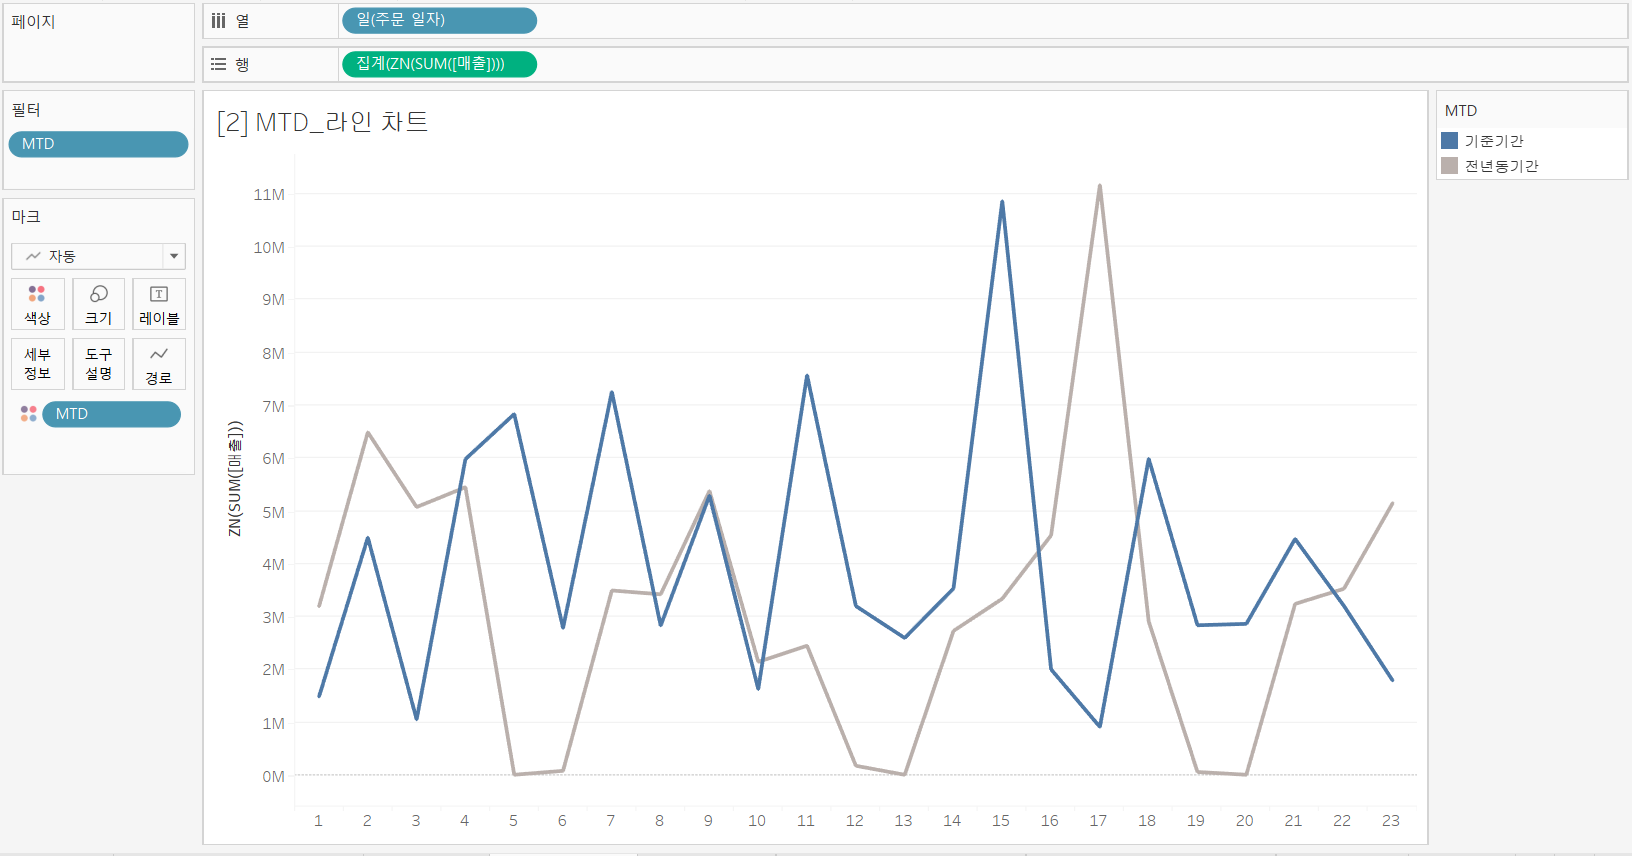 페이지
열
일(주문 일자)
행
집계(ZN(SUM([매출])))
필터
MTD
마크
자동
색상
크기
레이블
세부
정보
도구
설명
경로
MTD
[2] MTD_라인 차트
ZN(SUM([매출]))
11M
10M
9M
8M
7M
6M
5M
4M
3M
2M
1M
0M
1 2 3 4 5 6 7 8 9 10 11 12 13 14 15 16 17 18 19 20 21 22 23
MTD
기준기간
전년동기간